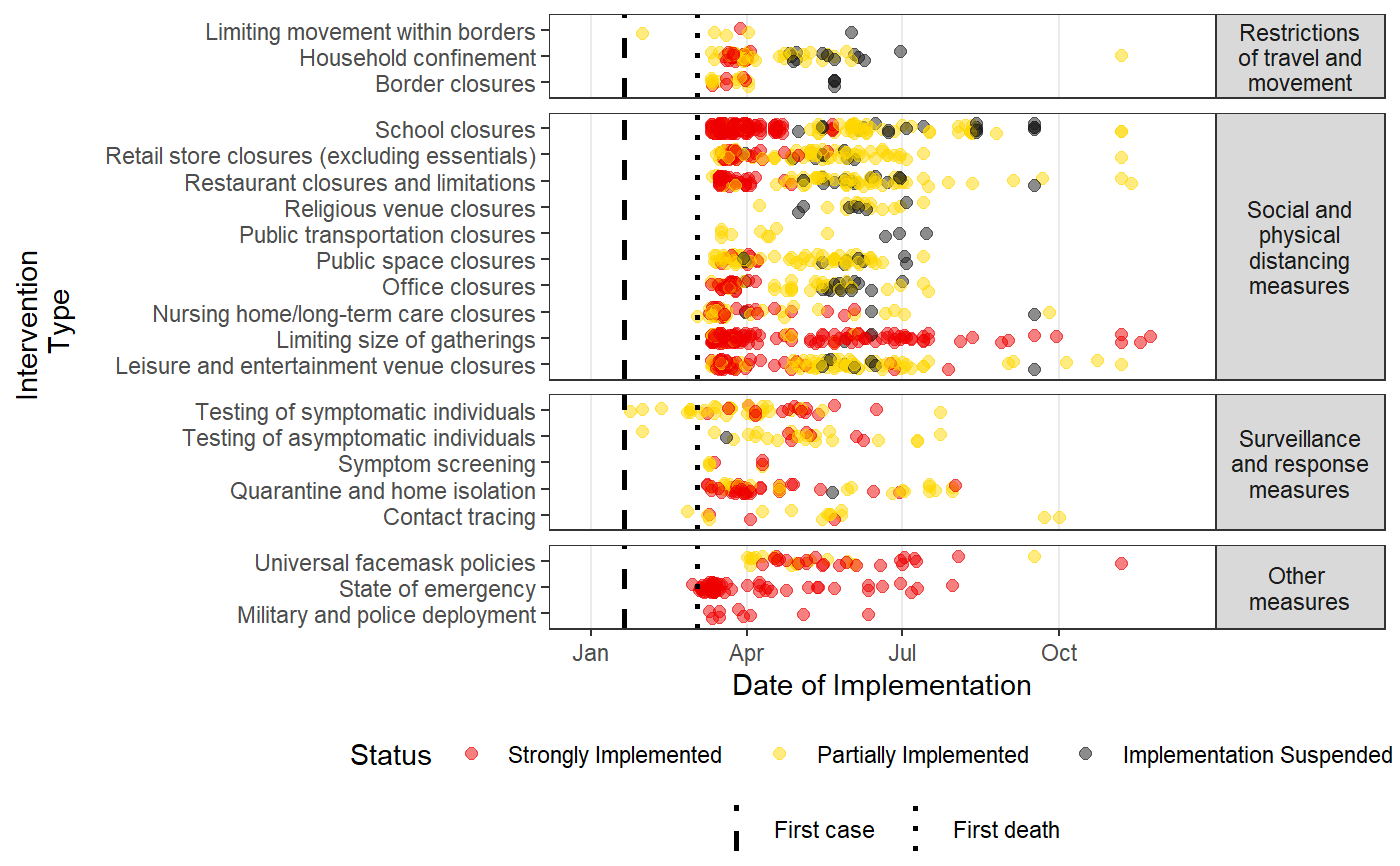 Limiting movement within borders
Household confinement
Border closures
Restrictions
of travel and
movement
School closures
Retail store closures (excluding essentials)
Restaurant closures and limitations
Religious venue closures
Public transportation closures
Public space closures
Office closures
Nursing home/long-term care closures
Limiting size of gatherings
Leisure and entertainment venue closures
Social and
physical
distancing
measures
Testing of symptomatic individuals
Testing of asymptomatic individuals
Symptom screening
Quarantine and home isolation
Contact tracing
Surveillance
and response
measures
Universal facemask policies
State of emergency
Military and police deployment
Other
measures
Intervention
Type
Jan Apr Jul Oct
Date of Implementation
Status Strongly Implemented Partially Implemented Implementation Suspended
First case First death